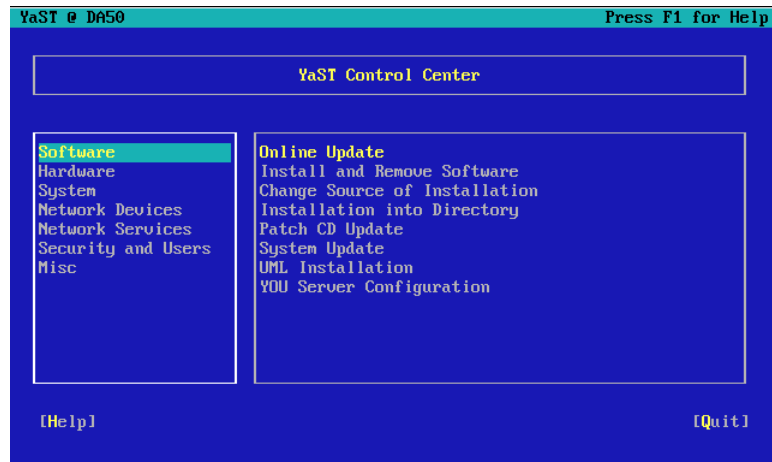 YaST @ DA50 Press F1 for Help
YaST Control Center
Software
Hardware
System
Network Devices
Network Services
Security and Users
Misc
Online Update
Install and Remove Software
Change Source of Installation
Installation into Directory
Patch CD Update
System Update
UML Installation
YOU Server Configuration
[Help] [Quit]